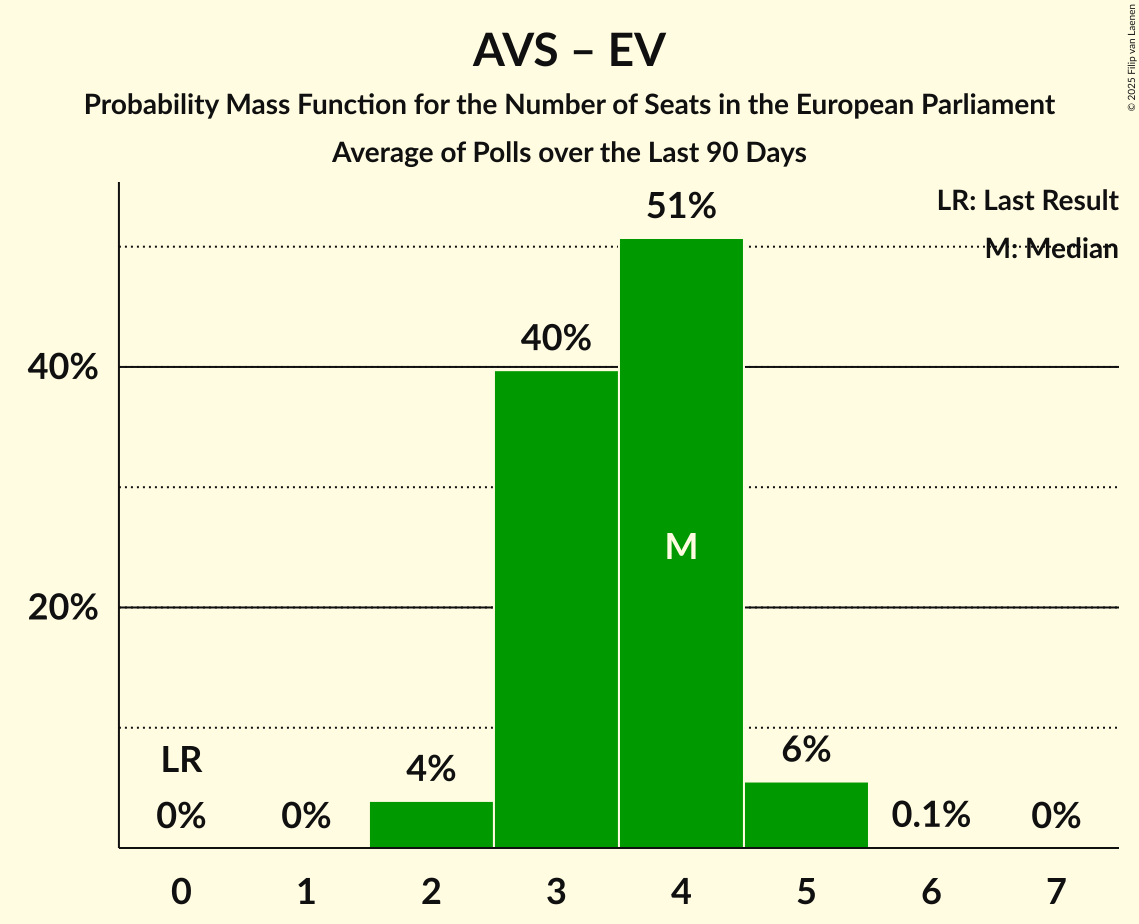 AVS – EV
Probability Mass Function for the Number of Seats in the European Parliament
Average of Polls over the Last 90 Days
© 2025 Filip van Laenen
LR: Last Result
M: Median
51%
40%
40%
M
20%
LR
0%
0%
4%
6%
0.1%
0%
0
1
2
3
4
5
6
7